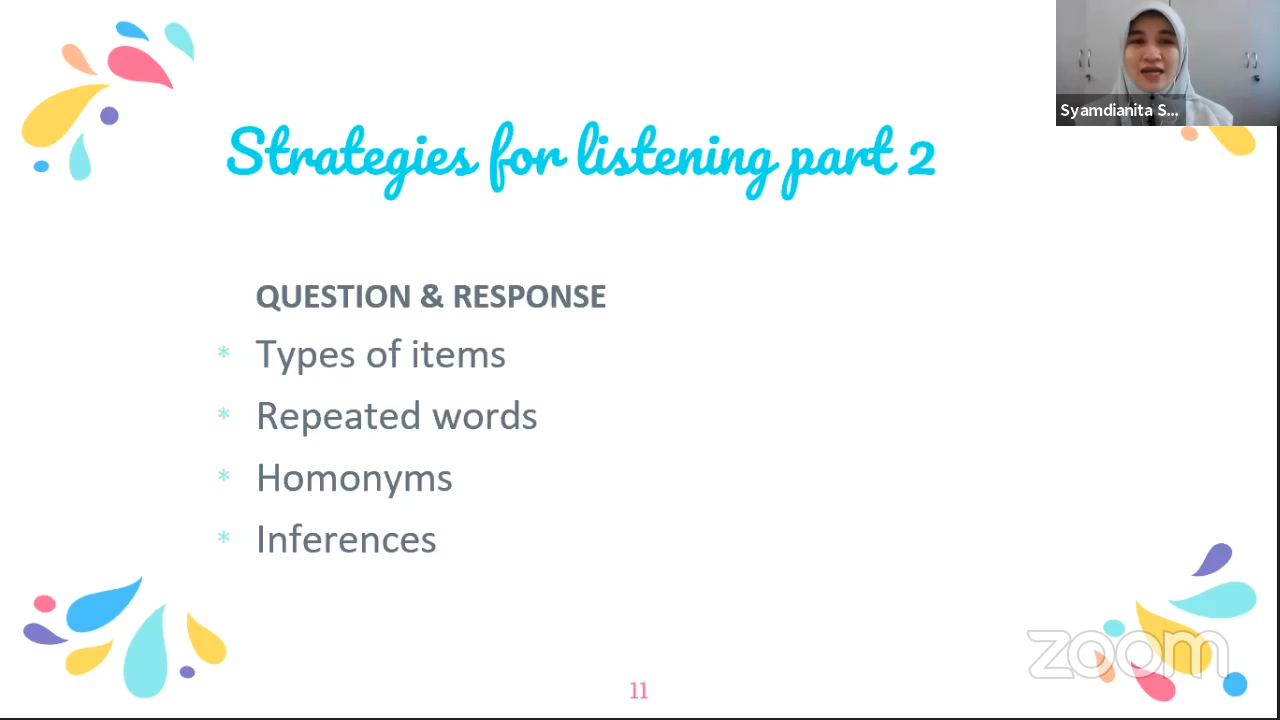 Syamdianita S...
Strategies for listening part 2
QUESTION & RESPONSE
* Types of items
* Repeated words
* Homonyms
* Inferences
zoom
11